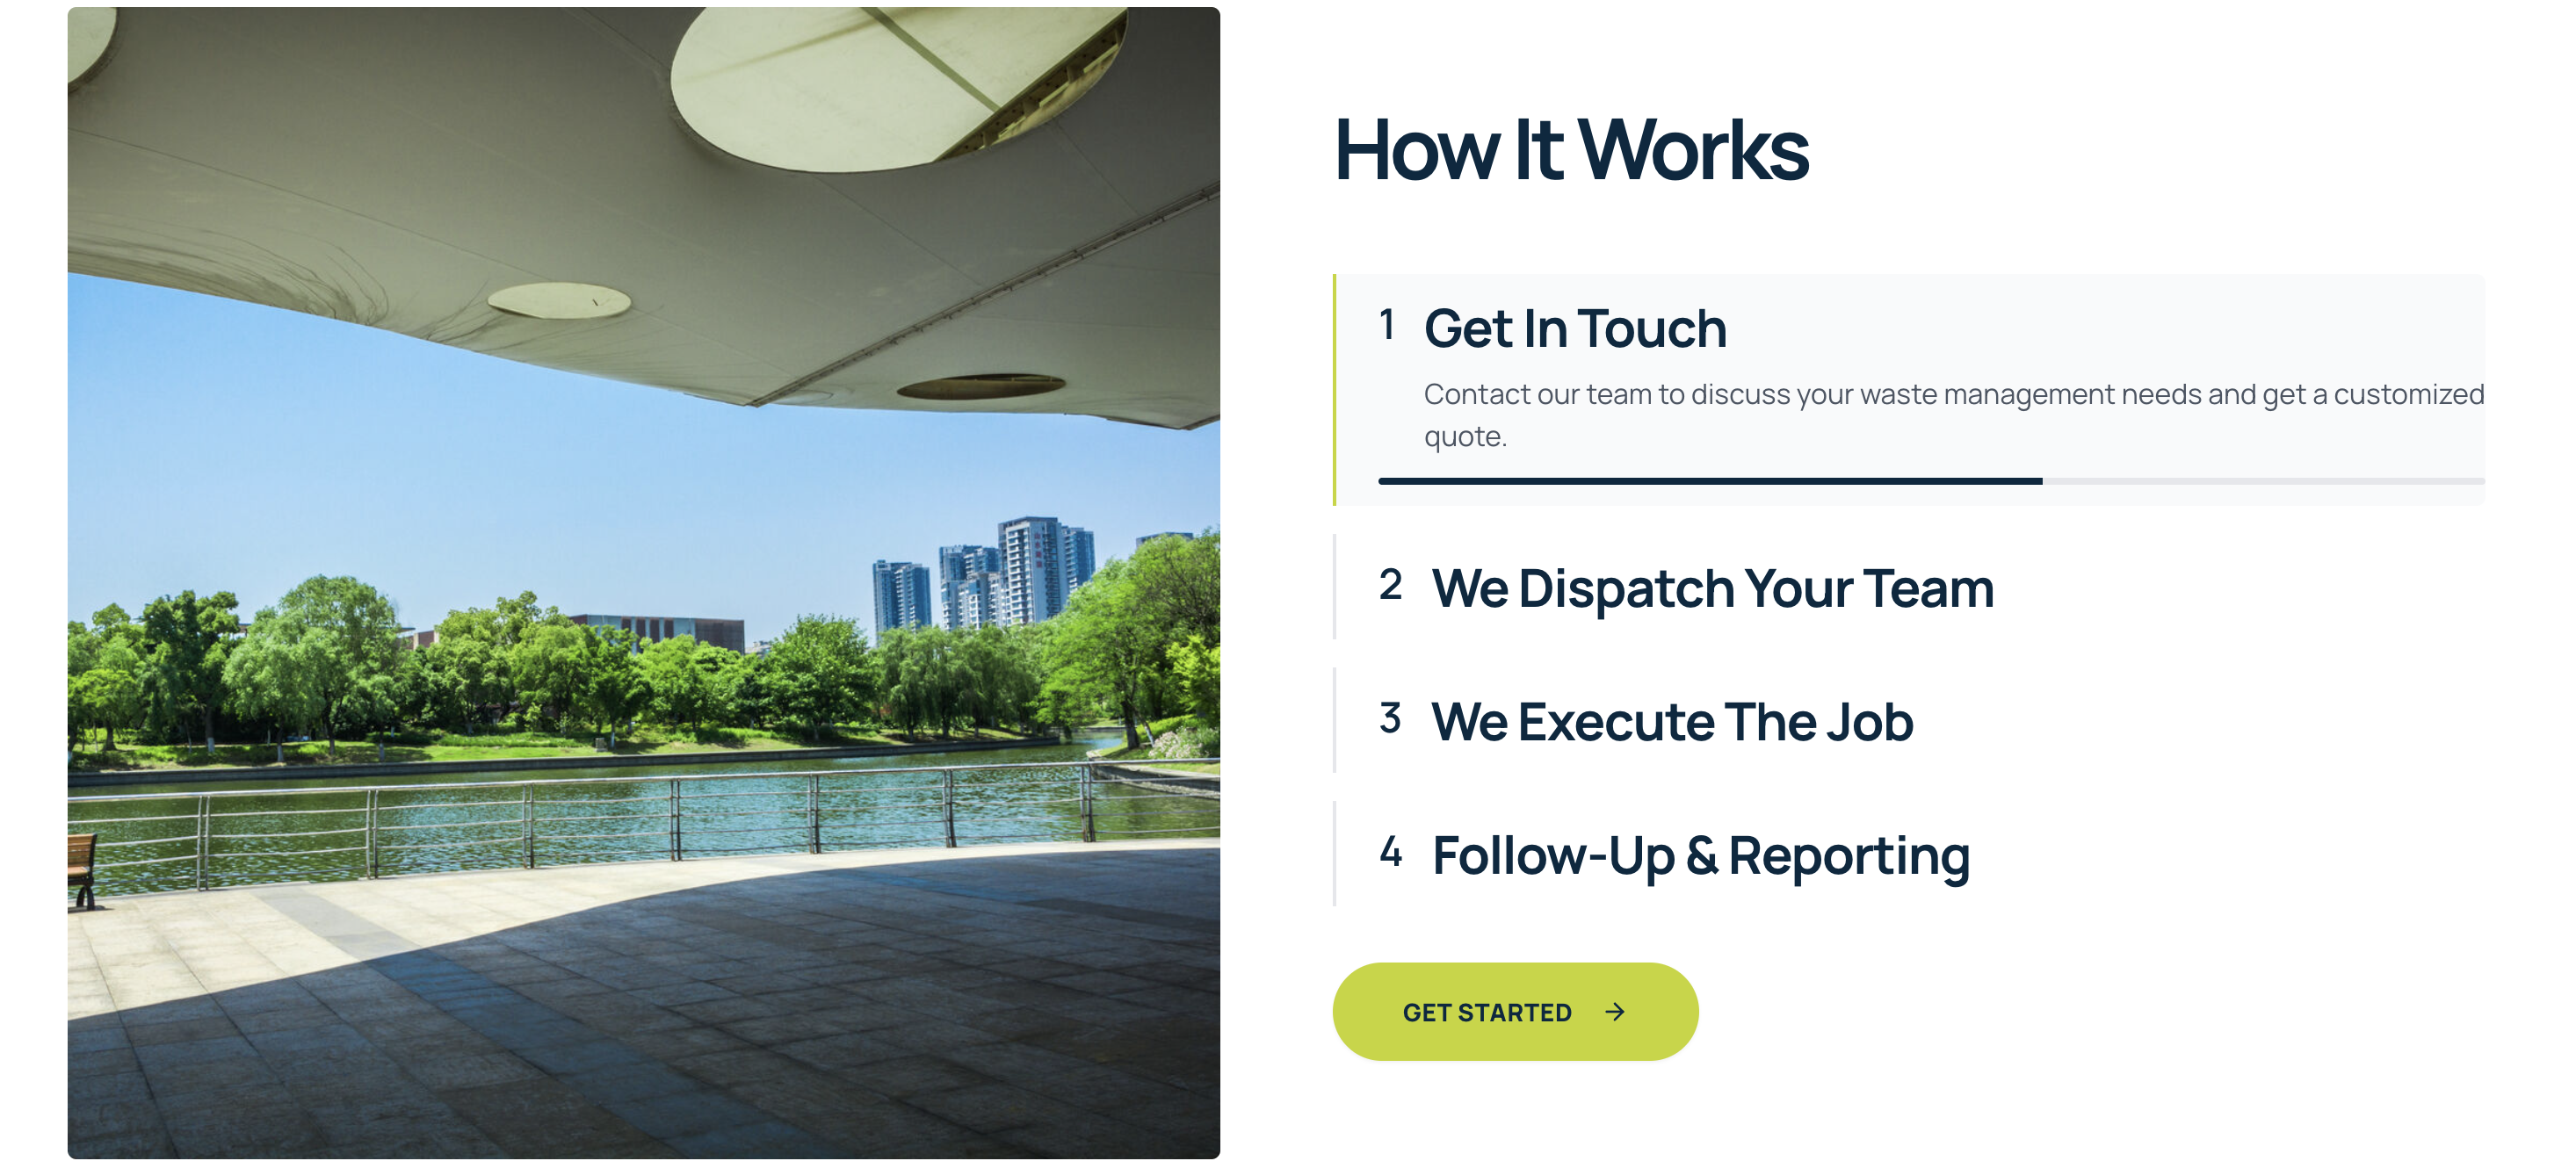 How It Works
1 Get In Touch
Contact our team to discuss your waste management needs and get a customized
quote.
2 We Dispatch Your Team
3 We Execute The Job
4 Follow-Up & Reporting
GET STARTED →